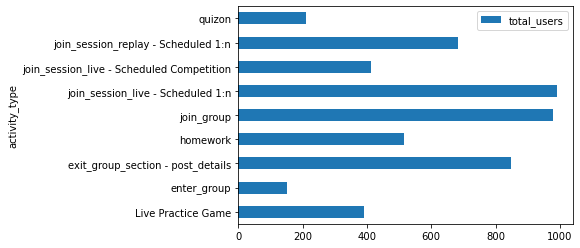 total_users
quizon
join_session_replay - Scheduled 1:n
join_session_live - Scheduled Competition
join_session_live - Scheduled 1:n
join_group
homework
exit_group_section - post_details
enter_group
Live Practice Game
activity_type
0 200 400 600 800 1000